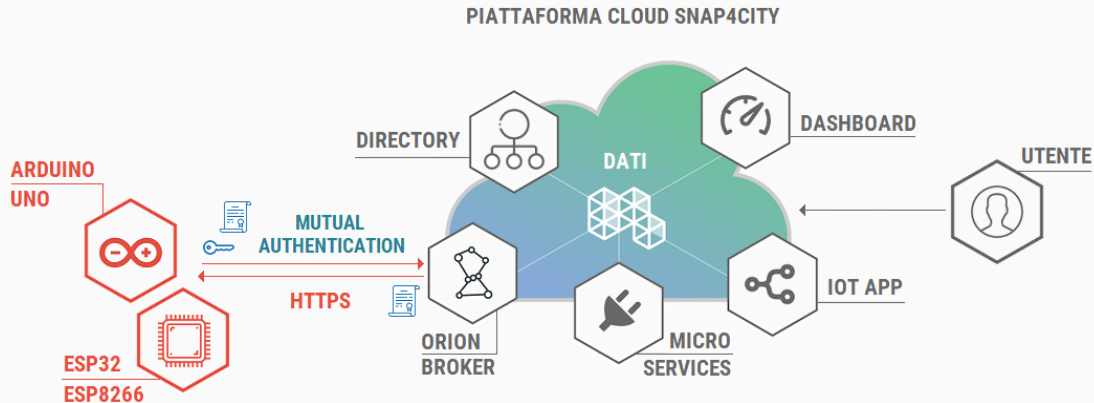 PIATTAFORMA CLOUD SNAP4CITY
DIRECTORY
DATI
DASHBOARD
UTENTE
ARDUINO
UNO
MUTUAL
AUTHENTICATION
HTTPS
ORION
BROKER
MICRO
SERVICES
IOT APP
ESP32
ESP8266